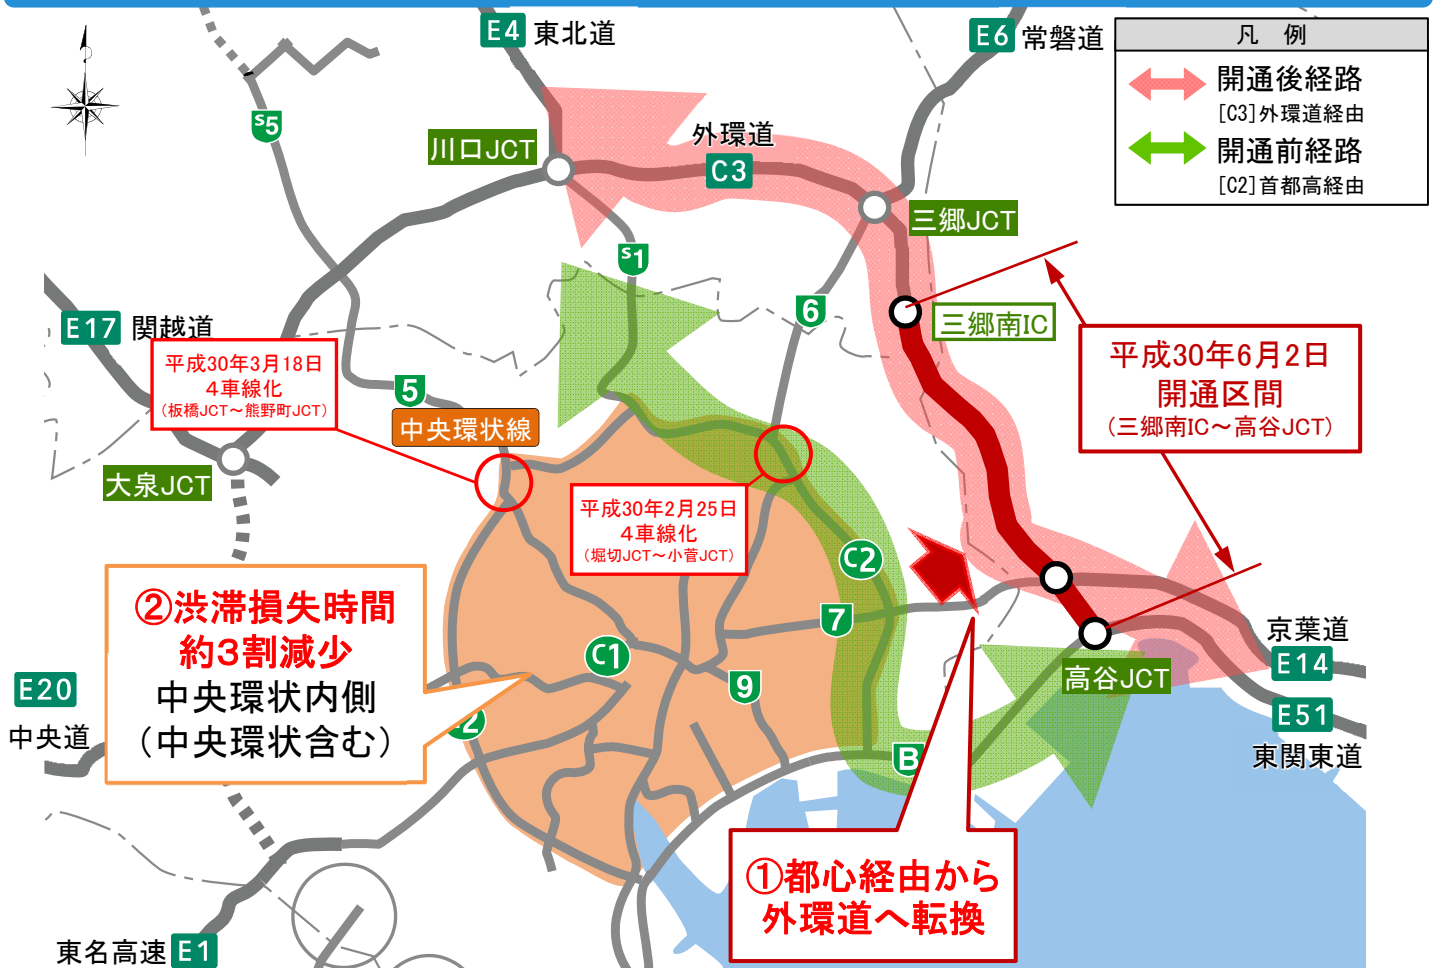 E4 東北道
E6 常磐道
凡 例
開通後経路
[C3]外環道経由
開通前経路
[C2]首都高経由
S5
川口JCT
外環道
C3
三郷JCT
S1
6
三郷南IC
E17 関越道
平成30年3月18日
4車線化
(板橋JCT～熊野町JCT)
平成30年6月2日
開通区間
(三郷南IC～高谷JCT)
5
中央環状線
大泉JCT
平成30年2月25日
4車線化
(堀切JCT～小菅JCT)
C2
②渋滞損失時間
約3割減少
中央環状内側
(中央環状含む)
7
C1
9
京葉道
E14
高谷JCT
E20
中央道
E51
東関東道
B
①都心経由から
外環道へ転換
東名高速 E1